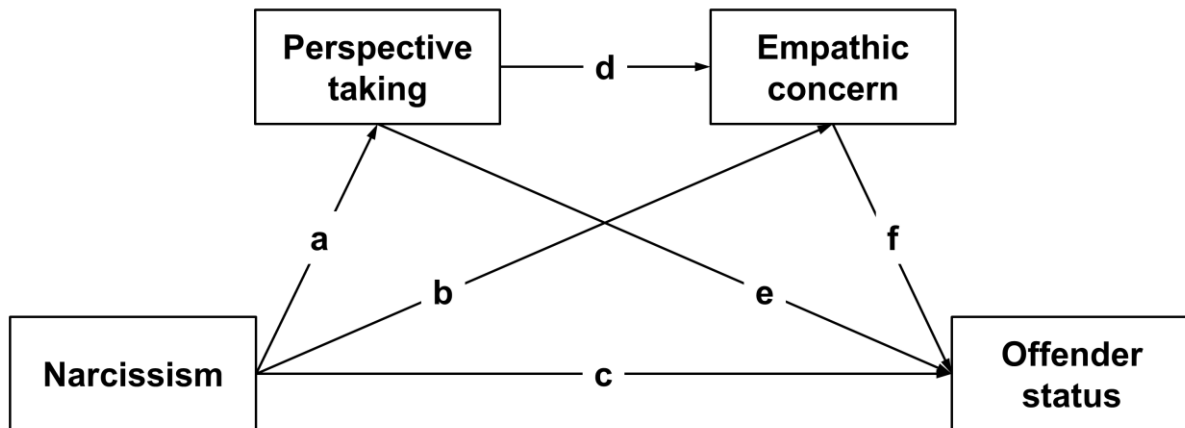 Perspective
taking
d
Empathic
concern
a
f
b
e
Narcissism
c
Offender
status